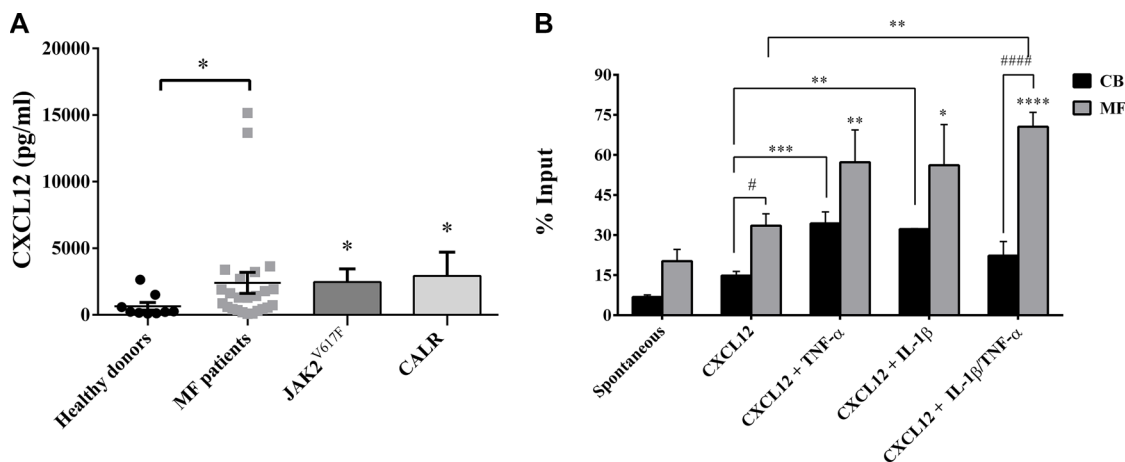 A
CXCL12 (pg/ml)
20000
15000
10000
5000
0
*
*
*
Healthy donors
MF patients
JAK2V617F
CALR
B
% Input
90
75
60
45
30
15
0
**
**
***
#
**
*
####
****
CB
MF
Spontaneous
CXCL12
CXCL12 + TNF-α
CXCL12 + IL-1β
CXCL12 + IL-1β/TNF-α